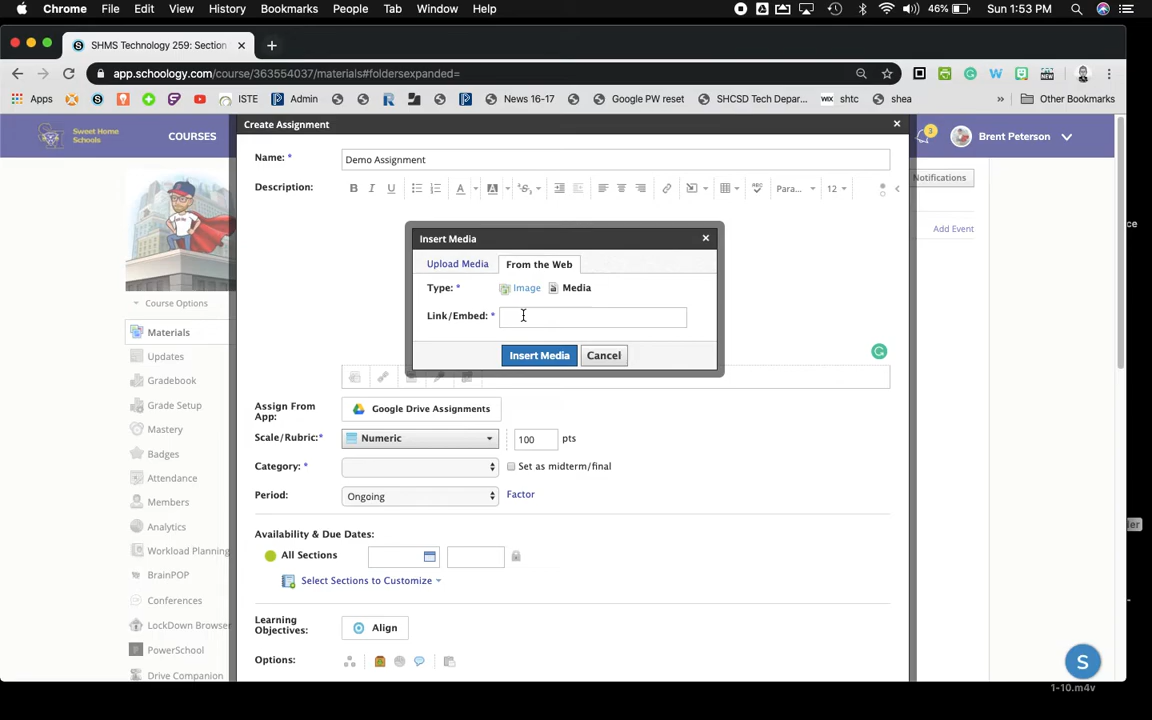 Chrome File Edit View History Bookmarks People Tab Window Help 46% Sun 1:53 PM
SHMS Technology 259: Section
app.schoology.com/course/363554037/materials#foldersexpanded=
Apps ISTE Admin News 16-17 Google PW reset SHCSD Tech Depar... WIX shtc shea » Other Bookmarks
Sweet Home Schools COURSES 3 Brent Peterson
Create Assignment
Name: * Demo Assignment
Description: B I U A A Para... 12
Notifications
Add Event
Insert Media
Upload Media From the Web
Type: * Image Media
Link/Embed: *
Insert Media Cancel
Course Options
Materials
Updates
Gradebook
Grade Setup
Mastery
Badges
Attendance
Members
Analytics
Workload Planning
BrainPOP
Conferences
LockDown Browser
PowerSchool
Drive Companion
Assign From App: Google Drive Assignments
Scale/Rubric:* Numeric 100 pts
Category: * Set as midterm/final
Period: Ongoing Factor
Availability & Due Dates:
All Sections
Select Sections to Customize
Learning Objectives: Align
Options:
S
1-10.m4v